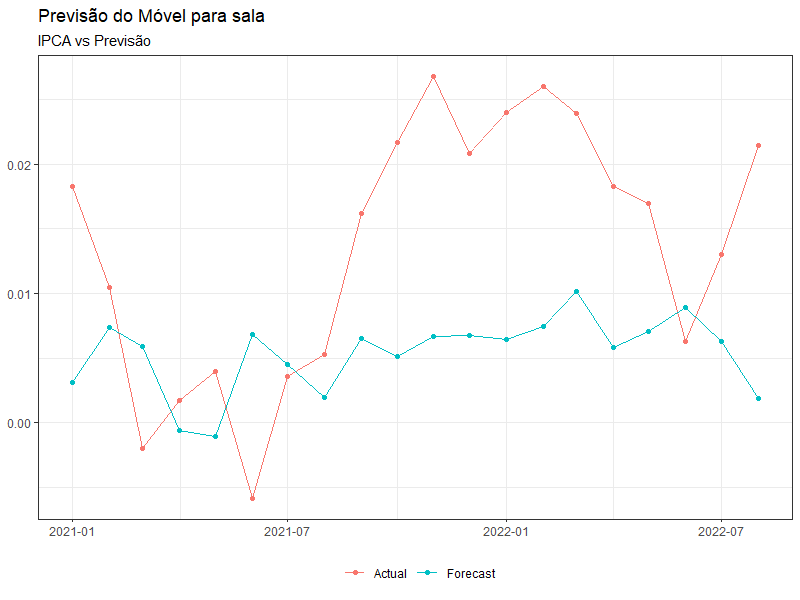 Previsão do Móvel para sala
IPCA vs Previsão
0.02
0.01
0.00
2021-01 2021-07 2022-01 2022-07
Actual Forecast